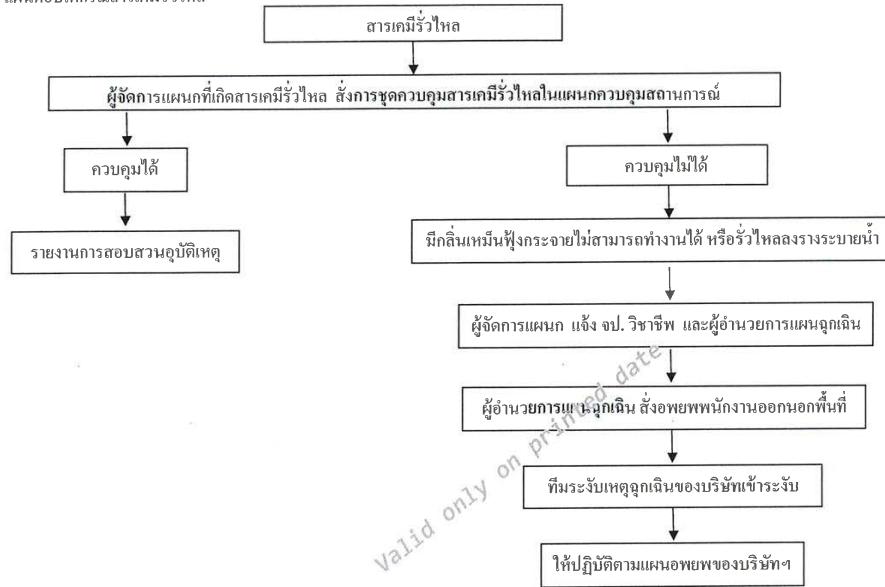 สารเคมีรั่วไหล
ผู้จัดการแผนกที่เกิดสารเคมีรั่วไหล สั่งการชุดควบคุมสารเคมีรั่วไหลในแผนกควบคุมสถานการณ์
ควบคุมได้
ควบคุมไม่ได้
รายงานการสอบสวนอุบัติเหตุ
มีกลิ่นเหม็นฟุ้งกระจายไม่สามารถทำงานได้ หรือรั่วไหลลงรางระบายน้ำ
ผู้จัดการแผนก แจ้ง จป. วิชาชีพ และผู้อำนวยการแผนฉุกเฉิน
ผู้อำนวยการแผนฉุกเฉิน สั่งอพยพพนักงานออกนอกพื้นที่
ทีมระงับเหตุฉุกเฉินของบริษัทเข้าระงับ
ให้ปฏิบัติตามแผนอพยพของบริษัทฯ
Valid only on printed date